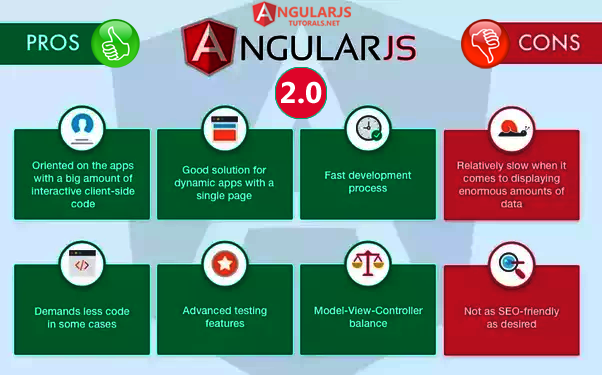 ANGULARJS
TUTORIALS.NET
PROS
ANGULARJS
CONS
2.0
Oriented on the apps
with a big amount of
interactive client-side
code
Good solution for
dynamic apps with a
single page
Fast development
process
Relatively slow when it
comes to displaying
enormous amounts of
data
</>
Demands less code
in some cases
Advanced testing
features
Model-View-Controller
balance
Not as SEO-friendly
as desired